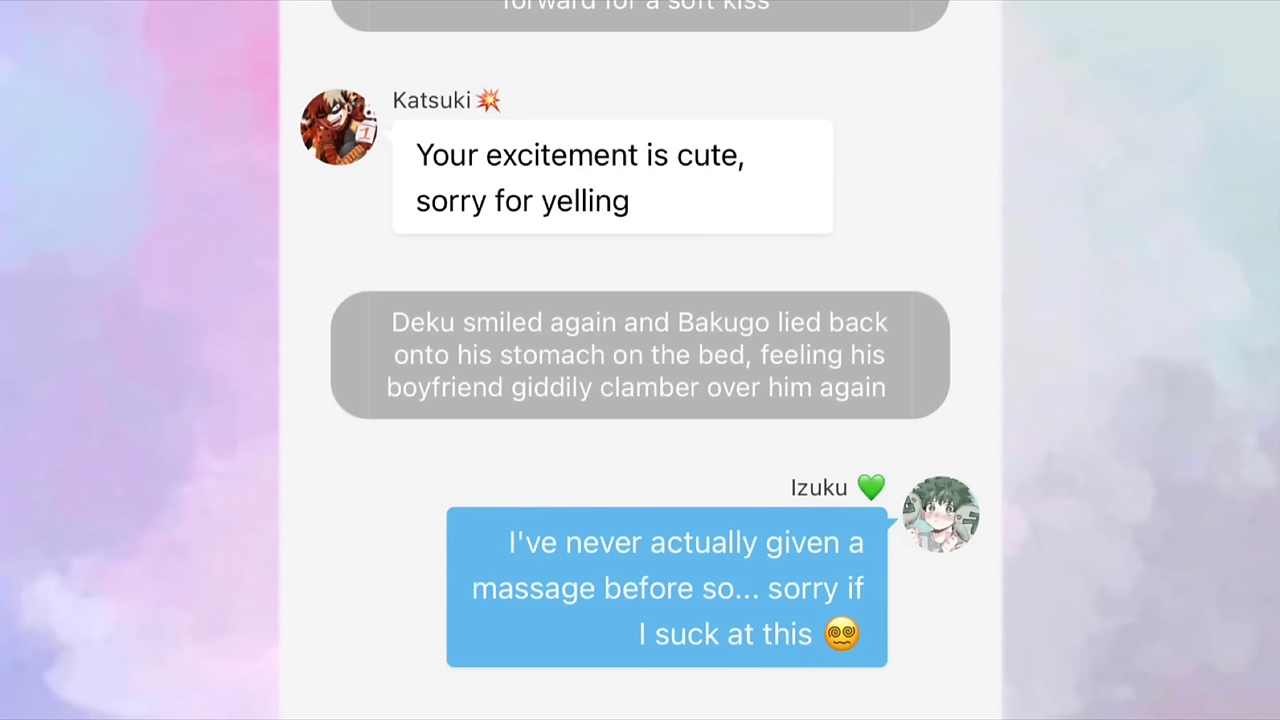 forward for a soft kiss
Katsuki💥
Your excitement is cute,
sorry for yelling
Deku smiled again and Bakugo lied back
onto his stomach on the bed, feeling his
boyfriend giddily clamber over him again
Izuku 💚
I've never actually given a
massage before so... sorry if
I suck at this 😵‍💫